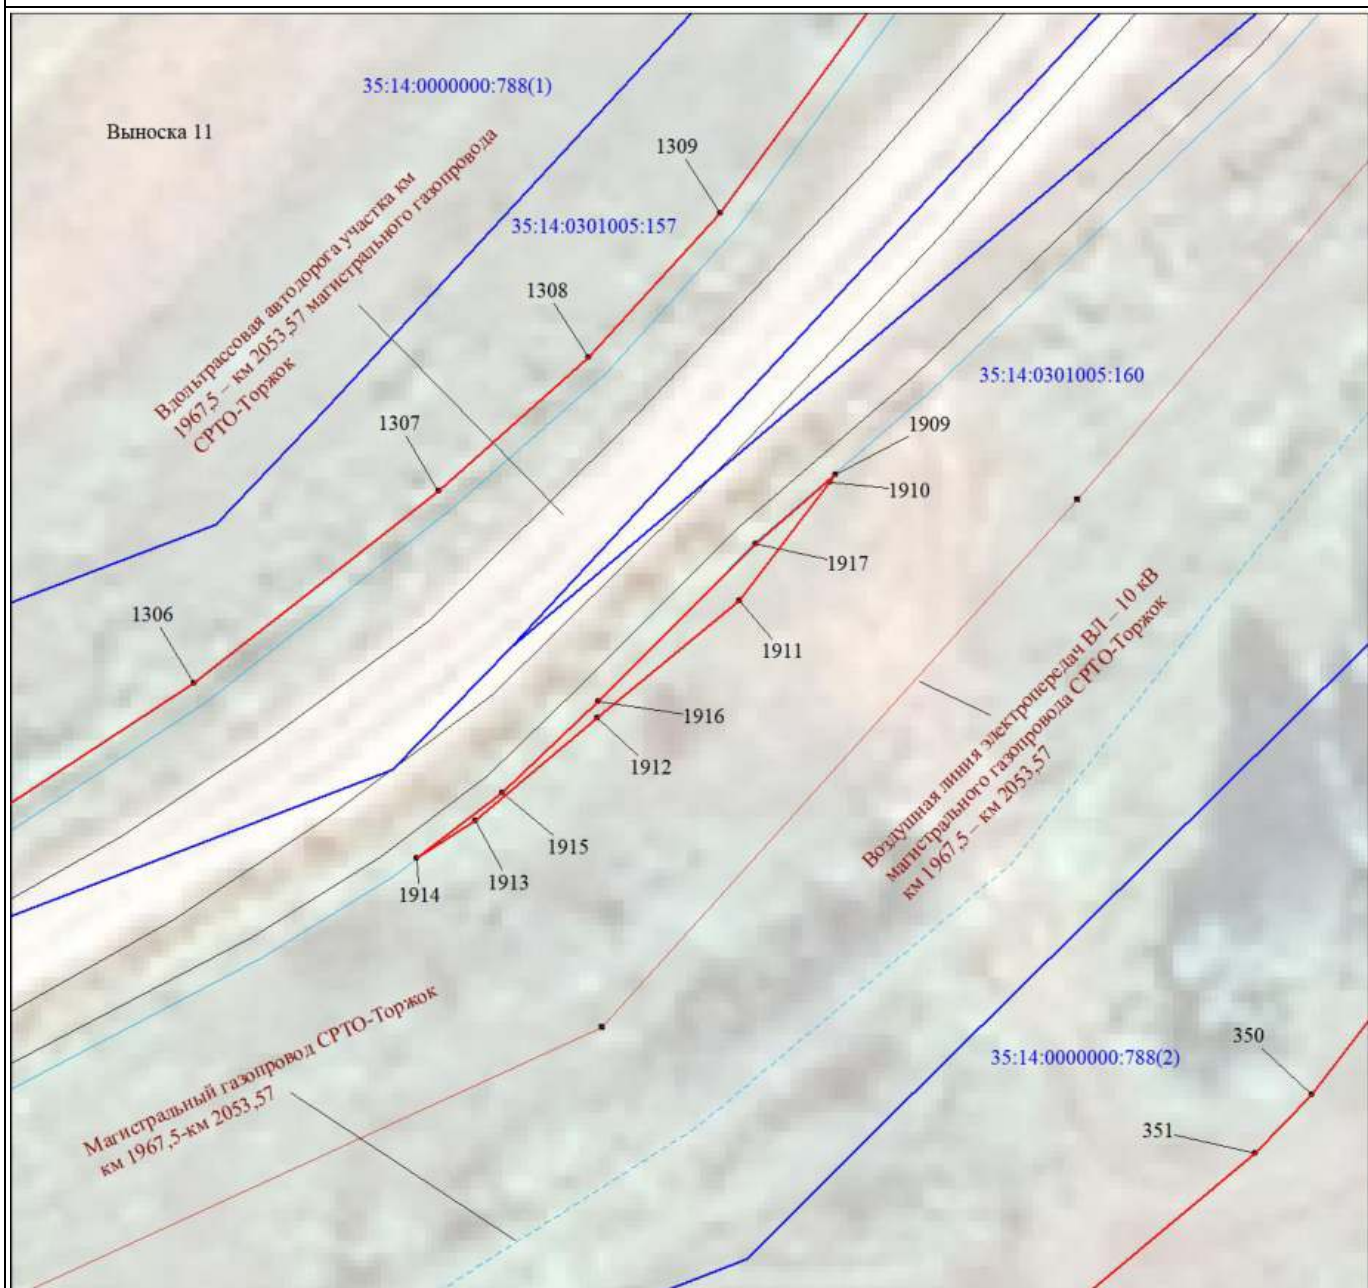 35:14:0000000:788(1)
Выноска 11
1309
Вдольтрассовая автодорога участка км
1967,5 – км 2053,57 магистрального газопровода
СРТО-Торжок
35:14:0301005:157
1308
35:14:0301005:160
1307
1909
1910
1917
1306
1911
Воздушная линия электропередач ВЛ – 10 кВ
магистрального газопровода СРТО-Торжок
км 1967,5 – км 2053,57
1916
1912
1915
1913
1914
Магистральный газопровод СРТО-Торжок
км 1967,5-км 2053,57
350
35:14:0000000:788(2)
351